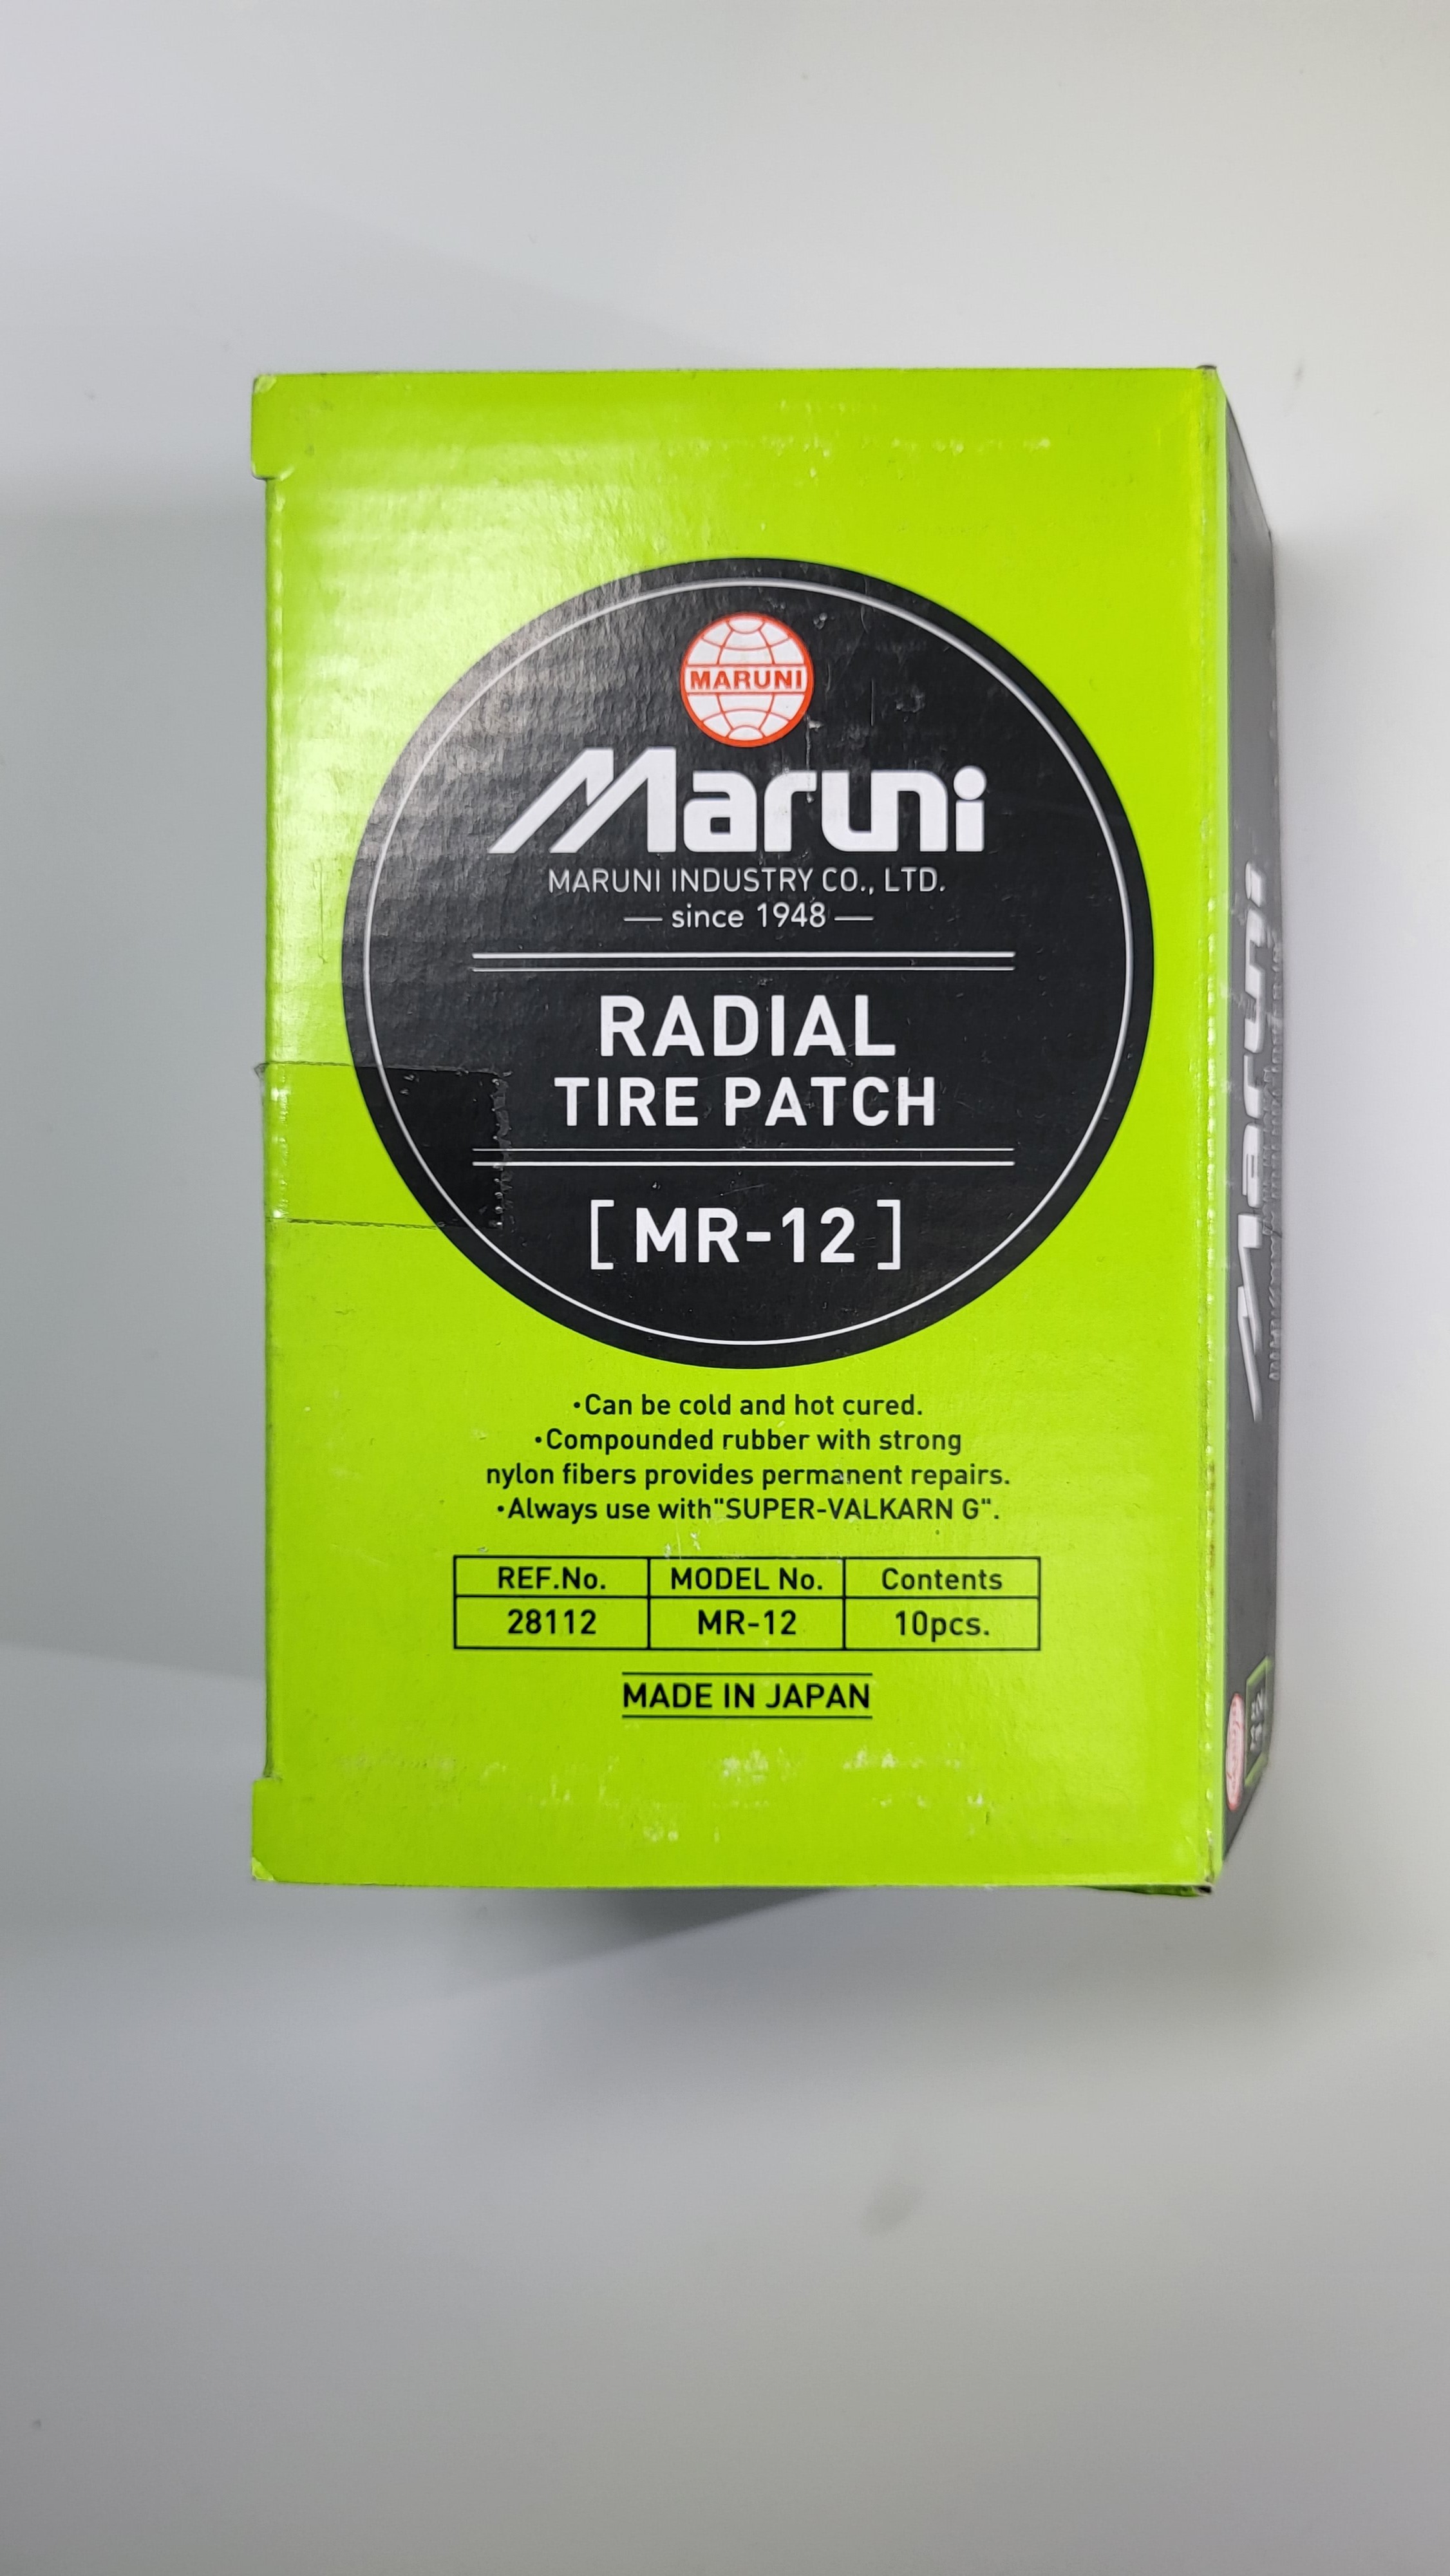 MARUNI
Maruni
MARUNI INDUSTRY CO., LTD.
since 1948
RADIAL
TIRE PATCH
[ MR-12 ]
・Can be cold and hot cured.
・Compounded rubber with strong
nylon fibers provides permanent repairs.
・Always use with"SUPER-VALKARN G".
REF.No. MODEL No. Contents
28112 MR-12 10pcs.
MADE IN JAPAN
Maruni